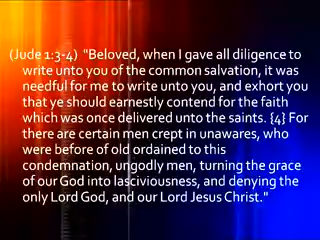 (Jude 1:3-4) "Beloved, when I gave all diligence to
write unto you of the common salvation, it was
needful for me to write unto you, and exhort you
that ye should earnestly contend for the faith
which was once delivered unto the saints. {4} For
there are certain men crept in unawares, who
were before of old ordained to this
condemnation, ungodly men, turning the grace
of our God into lasciviousness, and denying the
only Lord God, and our Lord Jesus Christ."